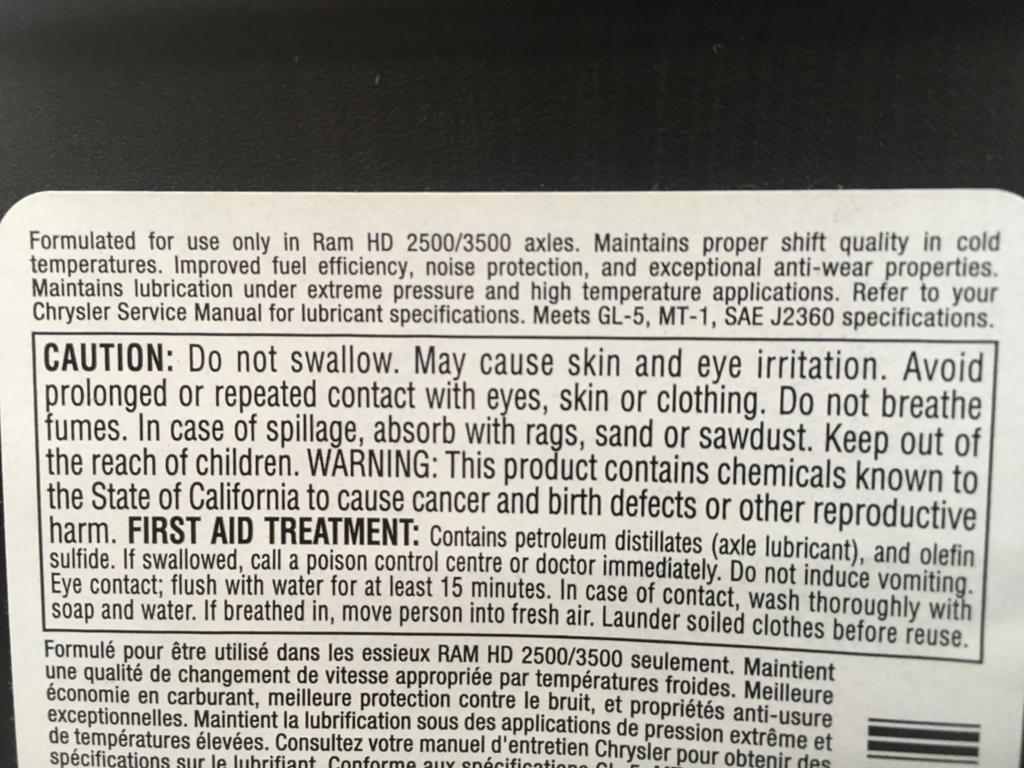 Formulated for use only in Ram HD 2500/3500 axles. Maintains proper shift quality in cold
temperatures. Improved fuel efficiency, noise protection, and exceptional anti-wear properties.
Maintains lubrication under extreme pressure and high temperature applications. Refer to your
Chrysler Service Manual for lubricant specifications. Meets GL-5, MT-1, SAE J2360 specifications.
CAUTION: Do not swallow. May cause skin and eye irritation. Avoid
prolonged or repeated contact with eyes, skin or clothing. Do not breathe
fumes. In case of spillage, absorb with rags, sand or sawdust. Keep out of
the reach of children. WARNING: This product contains chemicals known to
the State of California to cause cancer and birth defects or other reproductive
harm. FIRST AID TREATMENT: Contains petroleum distillates (axle lubricant), and olefin
sulfide. If swallowed, call a poison control centre or doctor immediately. Do not induce vomiting.
Eye contact; flush with water for at least 15 minutes. In case of contact, wash thoroughly with
soap and water. If breathed in, move person into fresh air. Launder soiled clothes before reuse.
Formulé pour être utilisé dans les essieux RAM HD 2500/3500 seulement. Maintient
une qualité de changement de vitesse appropriée par températures froides. Meilleure
économie en carburant, meilleure protection contre le bruit, et propriétés anti-usure
exceptionnelles. Maintient la lubrification sous des applications de pression extrême et
de températures élevées. Consultez votre manuel d'entretien Chrysler pour obtenir des
spécifications sur le lubrifiant. Conforme aux spécifications